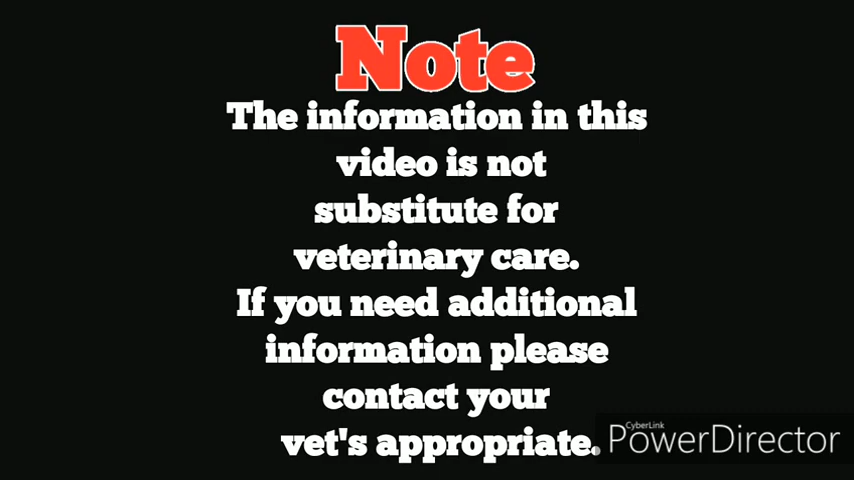 Note
The information in this
video is not
substitute for
veterinary care.
If you need additional
information please
contact your
vet's appropriate.
CyberLink
PowerDirector